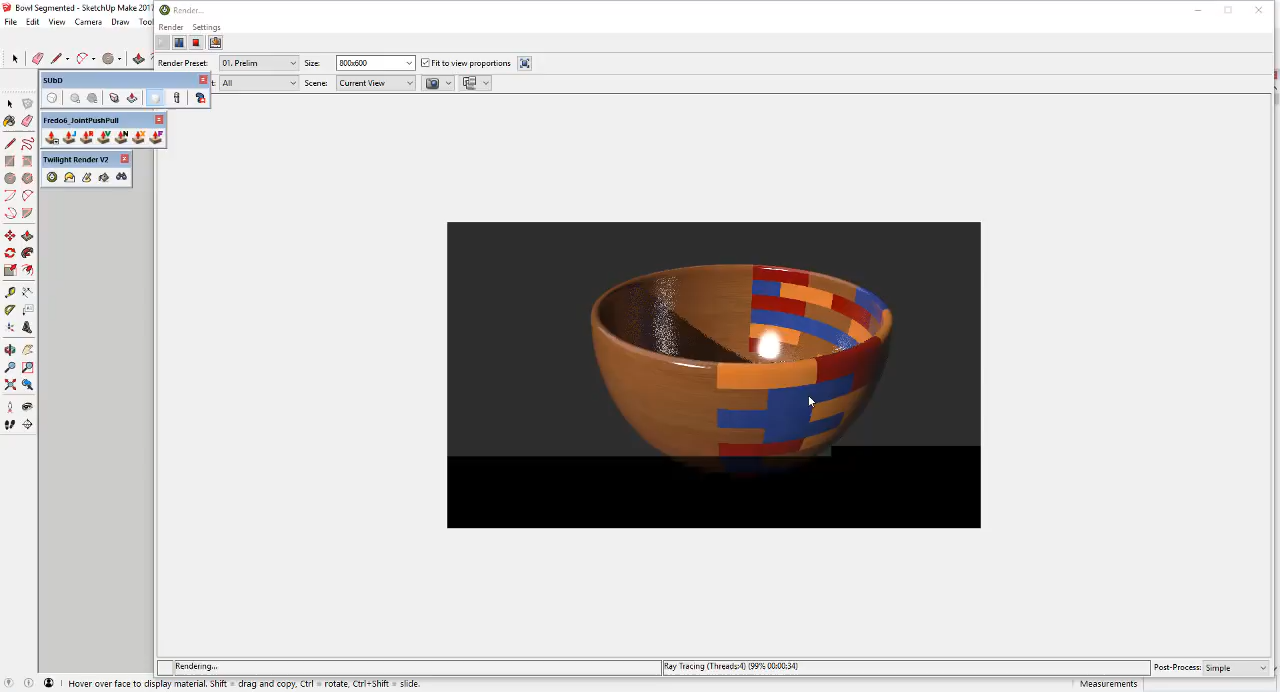 Bowl Segmented - SketchUp Make 2017
Render...
File Edit View Camera Draw
Render Settings
Render Preset: 01. Prelim Size: 800x600 Fit to view proportions
SUbD
All Scene: Current View
Fredo6_JointPushPull
Twilight Render V2
Rendering...
Ray Tracing (Threads:4) (99% 00:00:34)
Post-Process: Simple
Hover over face to display material. Shift = drag and copy, Ctrl = rotate, Ctrl+Shift = slide.
Measurements